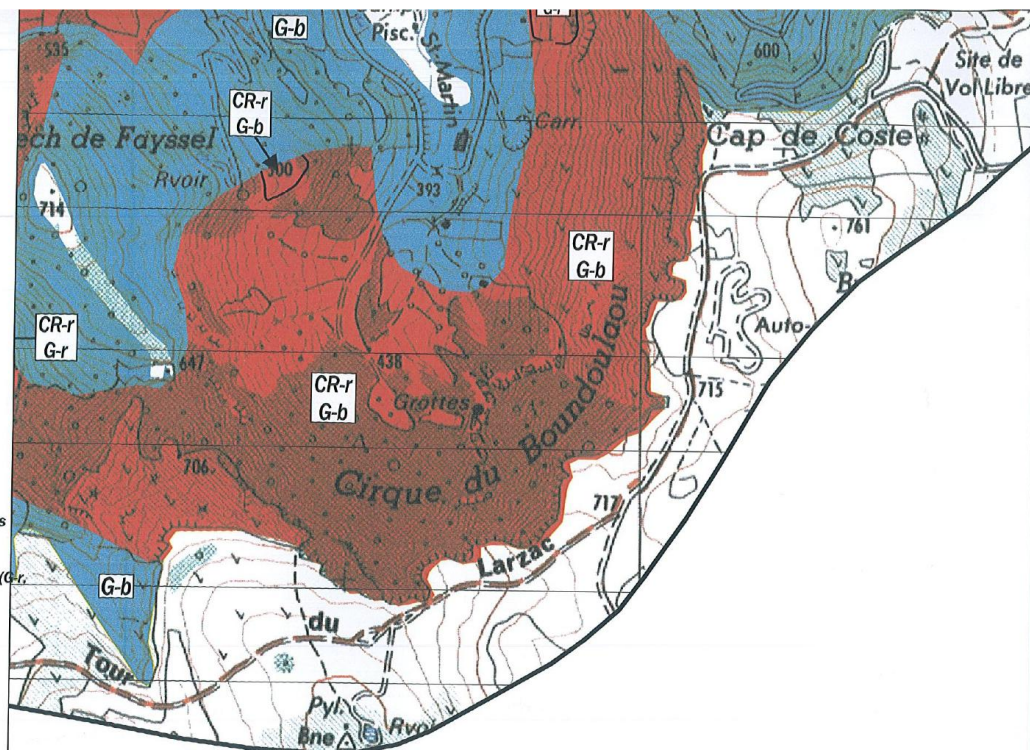 G-b
Pisc.
535
St Martin
600
Site de
Vol Libre
CR-r
G-b
ech de Fayssel
Carr.
Cap de Coste
Rvoir
500
393
714
761
CR-r
G-b
CR-r
G-r
Auto-
647
438
715
CR-r
G-b
Grottes
Cirque du Boundoulaou
706
717
Larzac
G-b
du
Tour
Pyl.
Bne